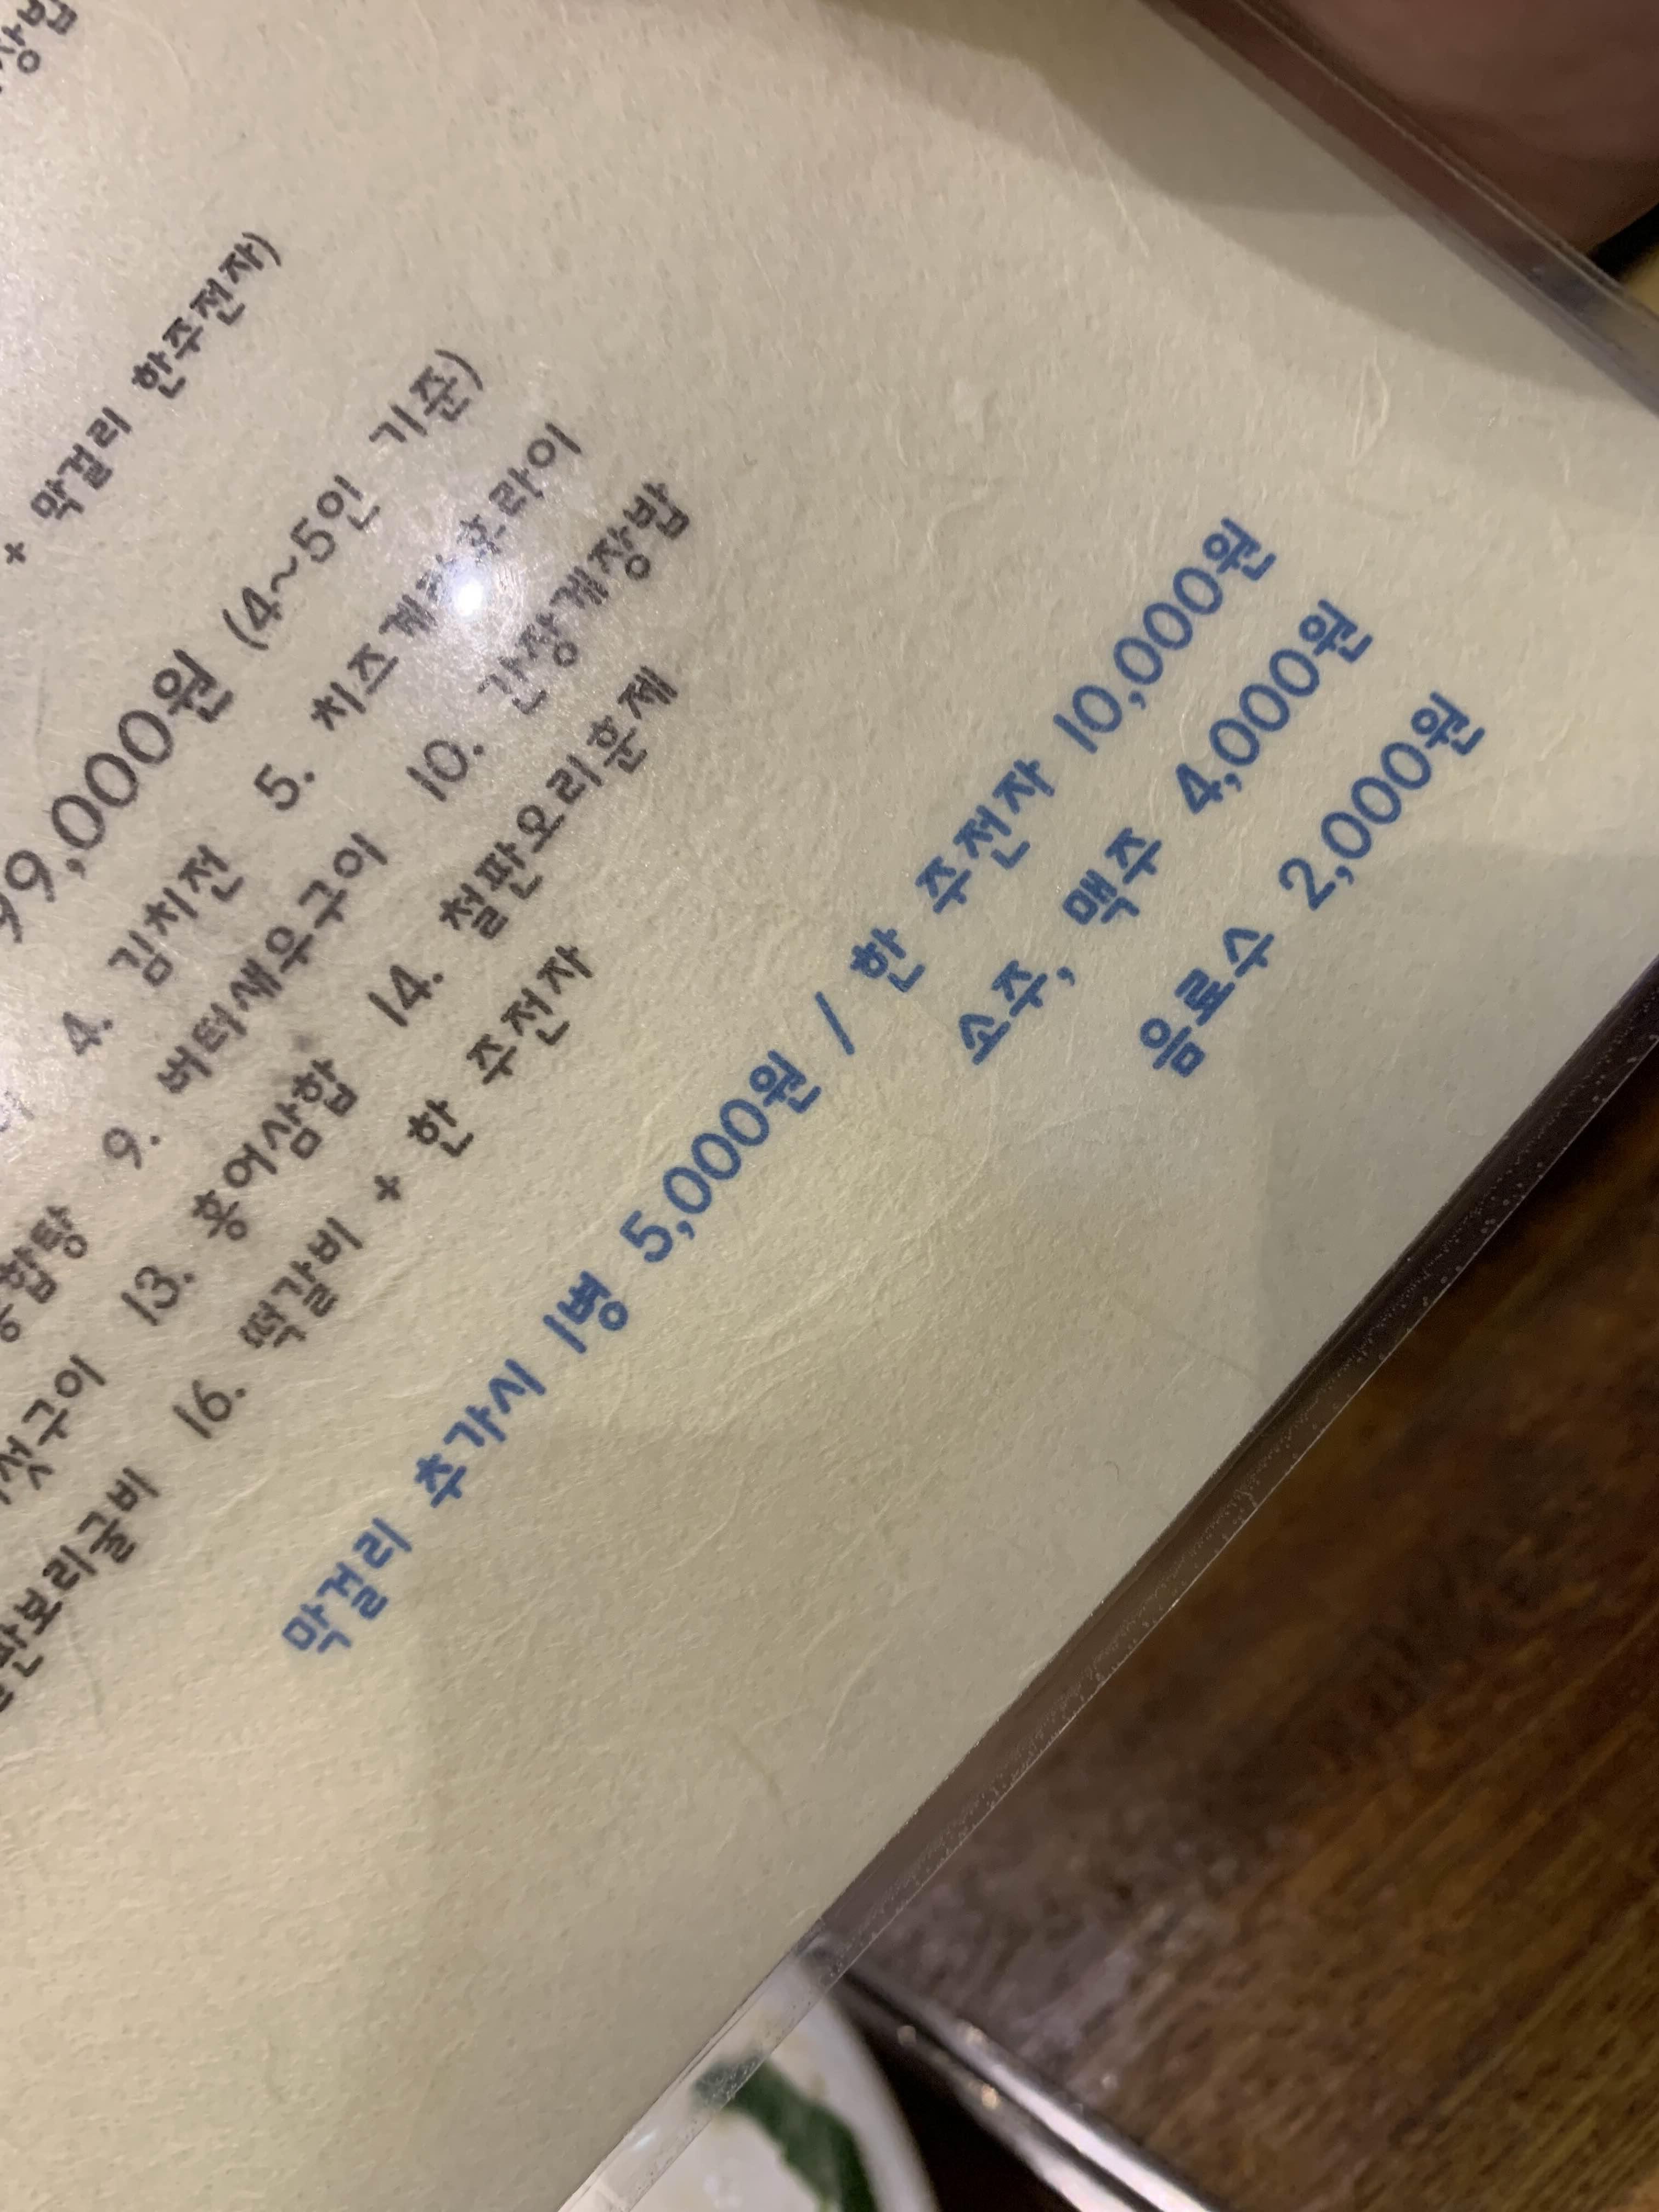 장밥
+ 막걸리 한주전자)
99,000원 (4~5인 기준)
4. 김치전 5. 치즈계란후라이
9. 버터새우구이 10. 간장게장밥
13. 홍어삼합 14. 철판오리훈제
16. 떡갈비 + 한 주전자
막걸리 추가시 1병 5,000원 / 한 주전자 10,000원
소주, 맥주 4,000원
음료수 2,000원